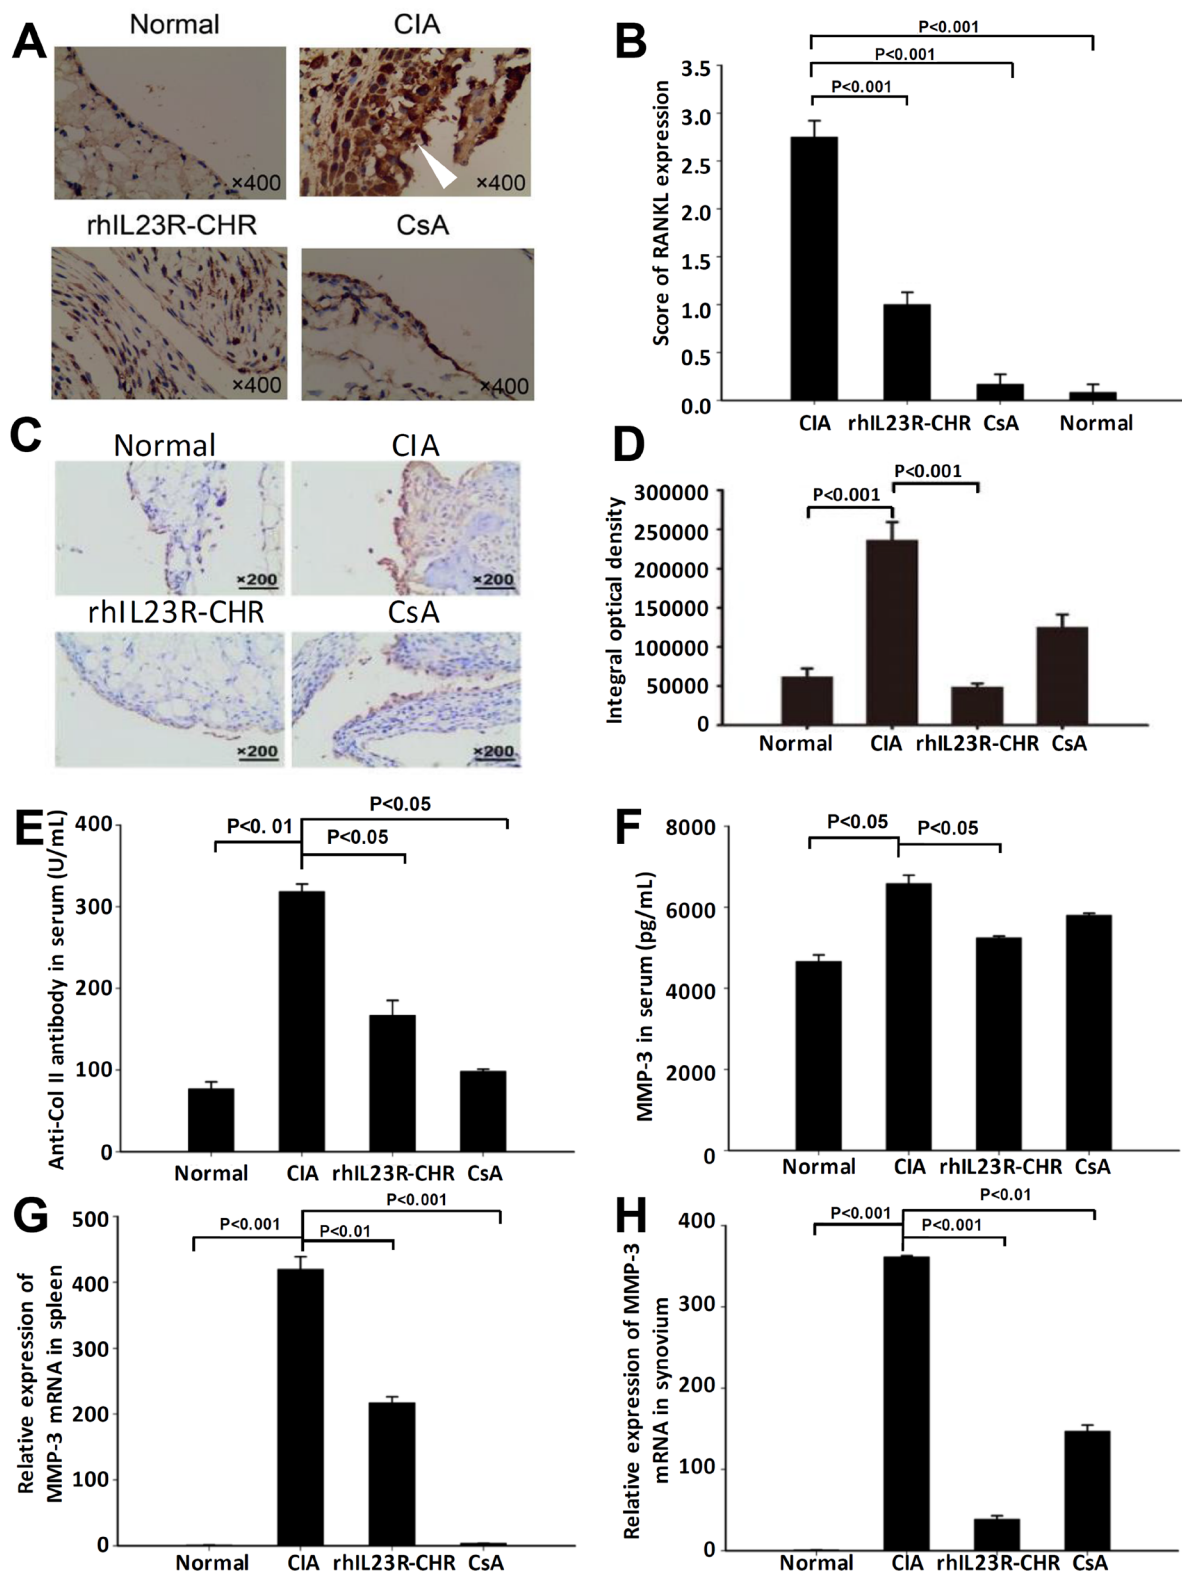 A
Normal
CIA
×400
×400
rhIL23R-CHR
CsA
×400
×400
B
P<0.001
P<0.001
P<0.001
Score of RANKL expression
3.5
3.0
2.5
2.0
1.5
1.0
0.5
0.0
CIA rhIL23R-CHR CsA Normal
C
Normal
CIA
×200
×200
rhIL23R-CHR
CsA
×200
×200
D
P<0.001
P<0.001
Integral optical density
300000
250000
200000
150000
100000
50000
0
Normal CIA rhIL23R-CHR CsA
E
P<0.05
P<0. 01
P<0.05
Anti-Col II antibody in serum (U/mL)
400
300
200
100
0
Normal CIA rhIL23R-CHR CsA
F
P<0.05
P<0.05
MMP-3 in serum (pg/mL)
8000
6000
4000
2000
0
Normal CIA rhIL23R-CHR CsA
G
P<0.001
P<0.001
P<0.01
Relative expression of
MMP-3 mRNA in spleen
500
400
300
200
100
0
Normal CIA rhIL23R-CHR CsA
H
P<0.01
P<0.001
P<0.001
Relative expression of MMP-3
mRNA in synovium
400
300
200
100
0
Normal CIA rhIL23R-CHR CsA